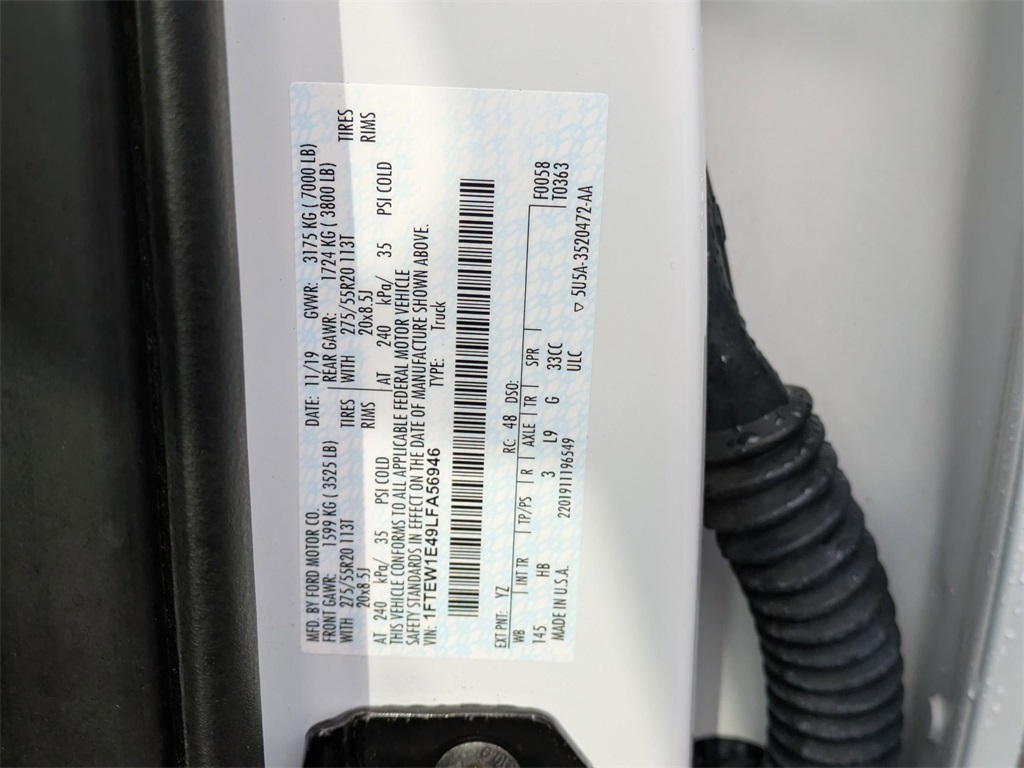 MFD. BY FORD MOTOR CO. DATE: 11/19 GVWR: 3175 KG ( 7000 LB)
FRONT GAWR: 1599 KG ( 3525 LB) REAR GAWR: 1724 KG ( 3800 LB)
WITH 275/55R20 113T TIRES WITH 275/55R20 113T TIRES
20x8.5J RIMS 20x8.5J RIMS
AT 240 kPa/ 35 PSI COLD AT 240 kPa/ 35 PSI COLD
THIS VEHICLE CONFORMS TO ALL APPLICABLE FEDERAL MOTOR VEHICLE
SAFETY STANDARDS IN EFFECT ON THE DATE OF MANUFACTURE SHOWN ABOVE.
VIN: 1FTEW1E49LFA56946 TYPE: Truck
EXT PNT: YZ RC: 48 DSO: F0058
WB INT TR TP/PS R AXLE TR SPR T0363
145 HB 3 L9 G 33CC
MADE IN U.S.A. 2201911196549 ULC
5U5A-3520472-AA